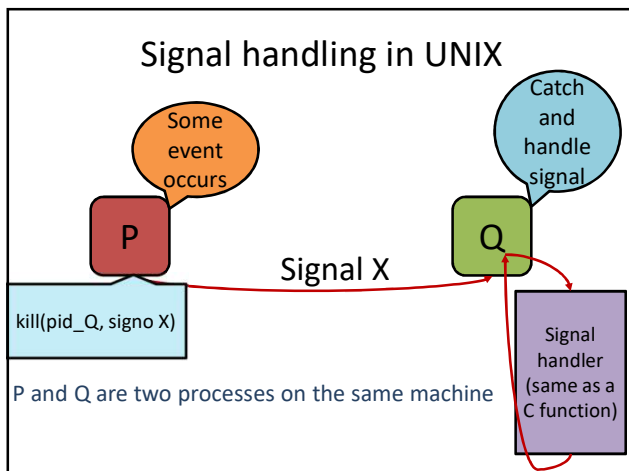 Signal handling in UNIX
Some
event
occurs
Catch
and
handle
signal
P
Q
Signal X
kill(pid_Q, signo X)
Signal
handler
(same as a
C function)
P and Q are two processes on the same machine